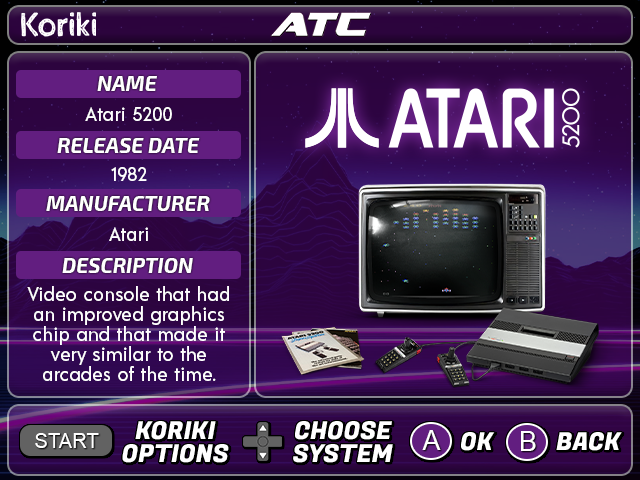 Koriki
ATC
NAME
Atari 5200
RELEASE DATE
1982
MANUFACTURER
Atari
DESCRIPTION
Video console that had
an improved graphics
chip and that made it
very similar to the
arcades of the time.
ATARI 5200
ATARI 5200
START
KORIKI
OPTIONS
CHOOSE
SYSTEM
A
OK
B
BACK